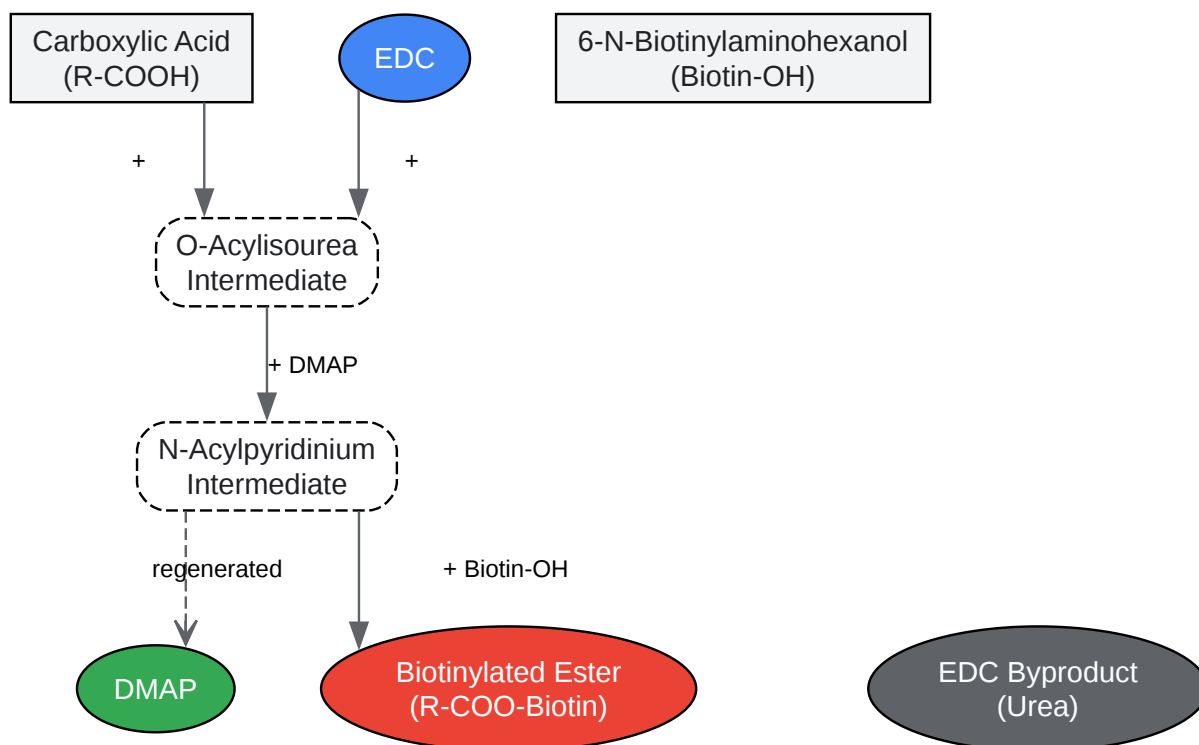 Carboxylic Acid
(R-COOH)
EDC
6-N-Biotinylaminohexanol
(Biotin-OH)
+
+
O-Acylisourea
Intermediate
+ DMAP
N-Acylpyridinium
Intermediate
regenerated
+ Biotin-OH
DMAP
Biotinylated Ester
(R-COO-Biotin)
EDC Byproduct
(Urea)